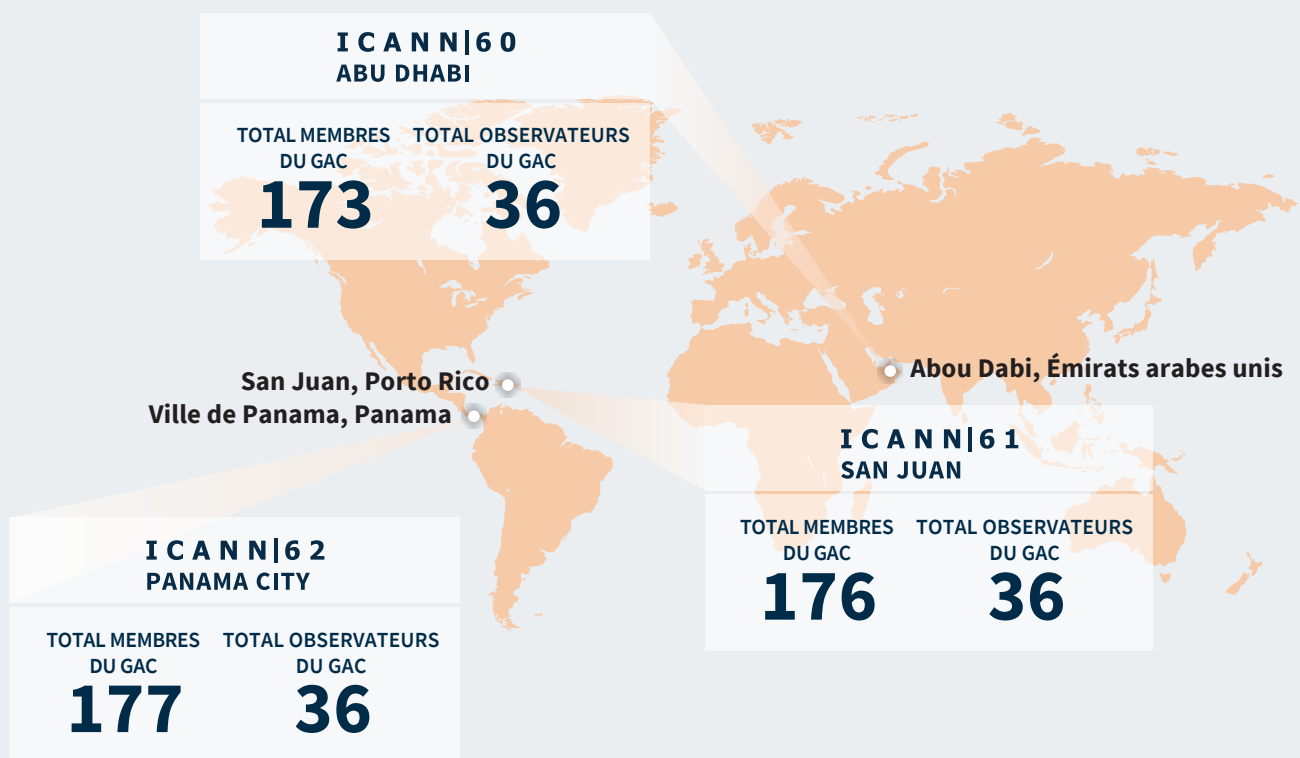 ICANN|60
ABU DHABI
TOTAL MEMBRES DU GAC
173
TOTAL OBSERVATEURS DU GAC
36
San Juan, Porto Rico
Ville de Panama, Panama
Abou Dabi, Émirats arabes unis
ICANN|61
SAN JUAN
TOTAL MEMBRES DU GAC
176
TOTAL OBSERVATEURS DU GAC
36
ICANN|62
PANAMA CITY
TOTAL MEMBRES DU GAC
177
TOTAL OBSERVATEURS DU GAC
36